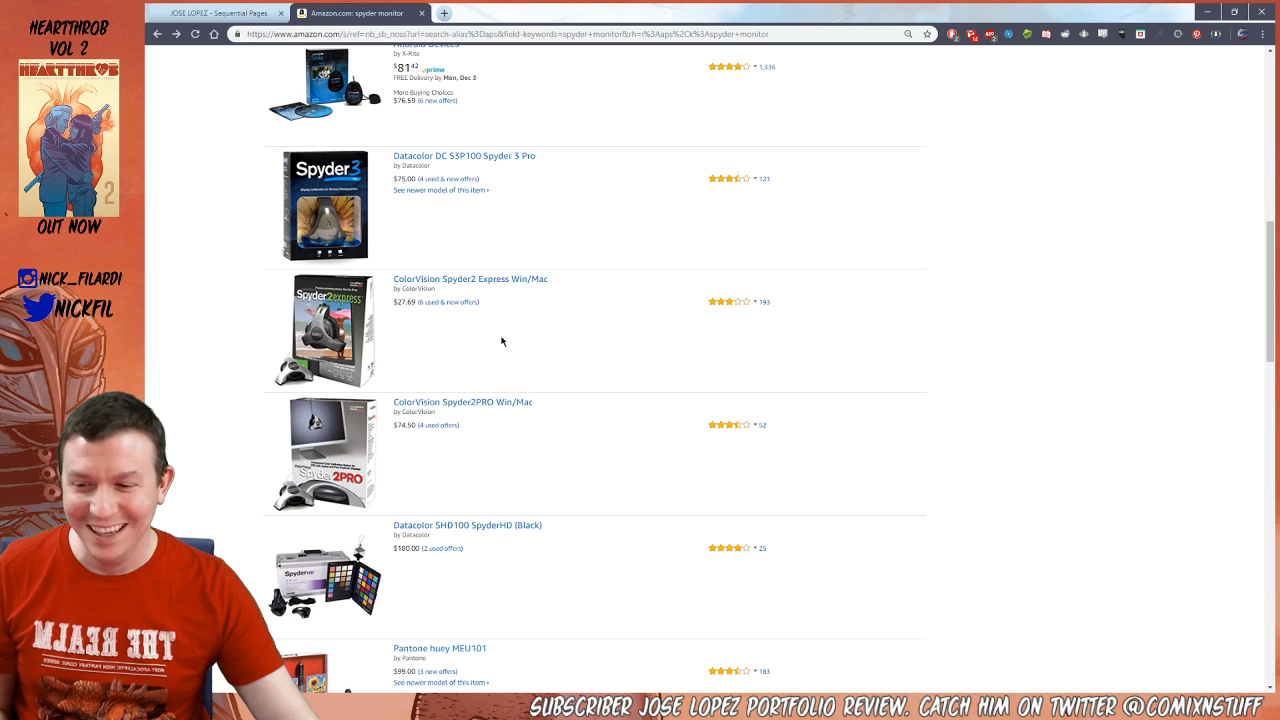 HEARTTHROB
VOL 2
HEARTTHROB
2
OUT NOW
NICK_FILARDI
NICKFIL
JOSE LOPEZ - Sequential Pages
Amazon.com: spyder monitor
https://www.amazon.com/s/ref=nb_sb_noss?url=search-alias%3Daps&field-keywords=spyder+monitor&rh=i%3Aaps%2Ck%3Aspyder+monitor
Android Devices
by X-Rite
$81.42 prime
FREE Delivery by Mon, Dec 3
More Buying Choices
$76.59 (6 new offers)
1,336
Datacolor DC S3P100 Spyder 3 Pro
by Datacolor
$75.00 (4 used & new offers)
See newer model of this item
121
Spyder3
ColorVision Spyder2 Express Win/Mac
by ColorVision
$27.69 (6 used & new offers)
193
Spyder2express
ColorVision Spyder2PRO Win/Mac
by ColorVision
$74.50 (4 used offers)
52
Spyder2PRO
Datacolor SHD100 SpyderHD (Black)
by Datacolor
$180.00 (2 used offers)
25
SpyderHD
Pantone huey MEU101
by Pantone
$99.00 (3 new offers)
See newer model of this item
183
THE REALM
SUBSCRIBER JOSE LOPEZ PORTFOLIO REVIEW. CATCH HIM ON TWITTER @COMIXNSTUFF